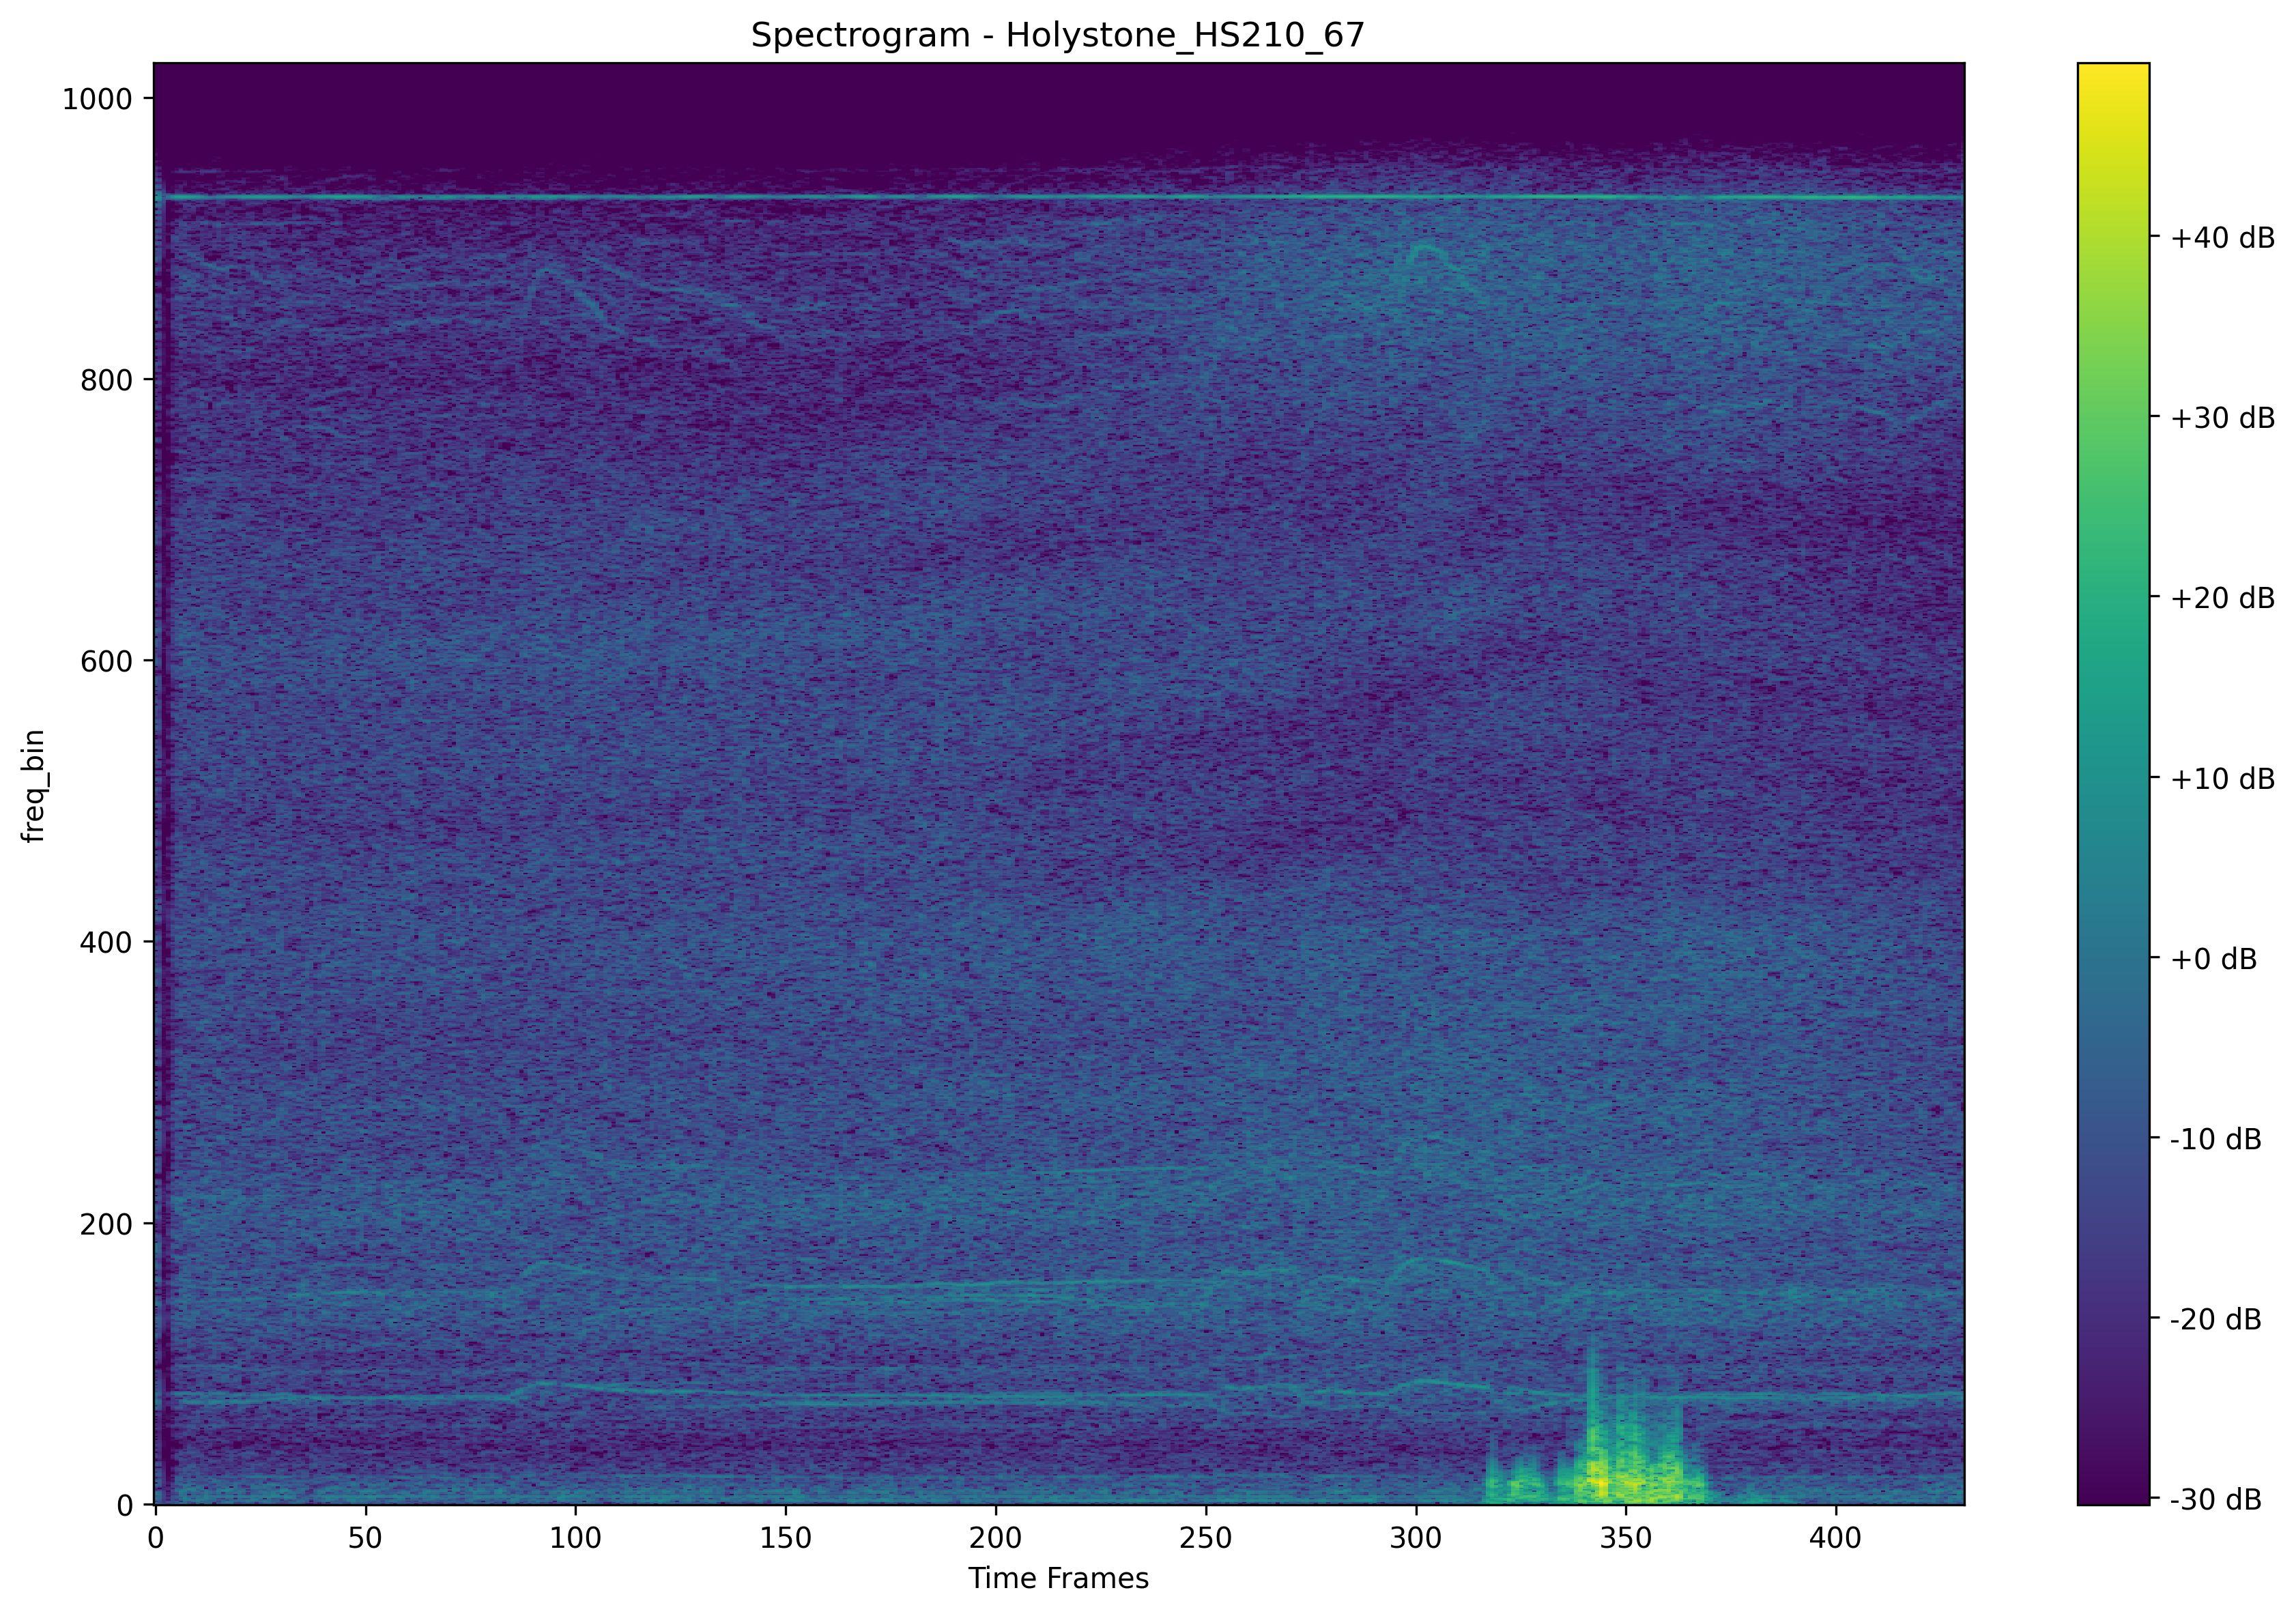 Spectrogram - Holystone_HS210_67
1000
800
600
400
200
0
freq_bin
0 50 100 150 200 250 300 350 400
Time Frames
+40 dB
+30 dB
+20 dB
+10 dB
+0 dB
-10 dB
-20 dB
-30 dB